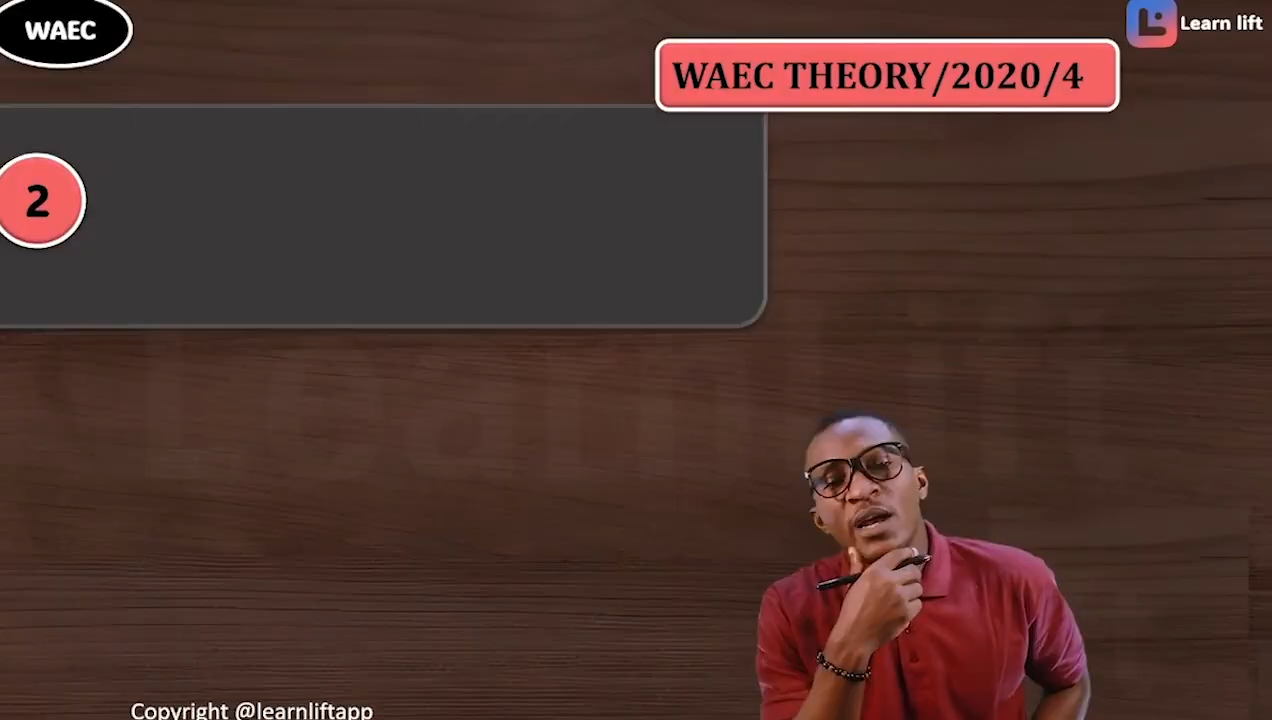 WAEC
Learn lift
WAEC THEORY/2020/4
2
Copyright @learnliftapp